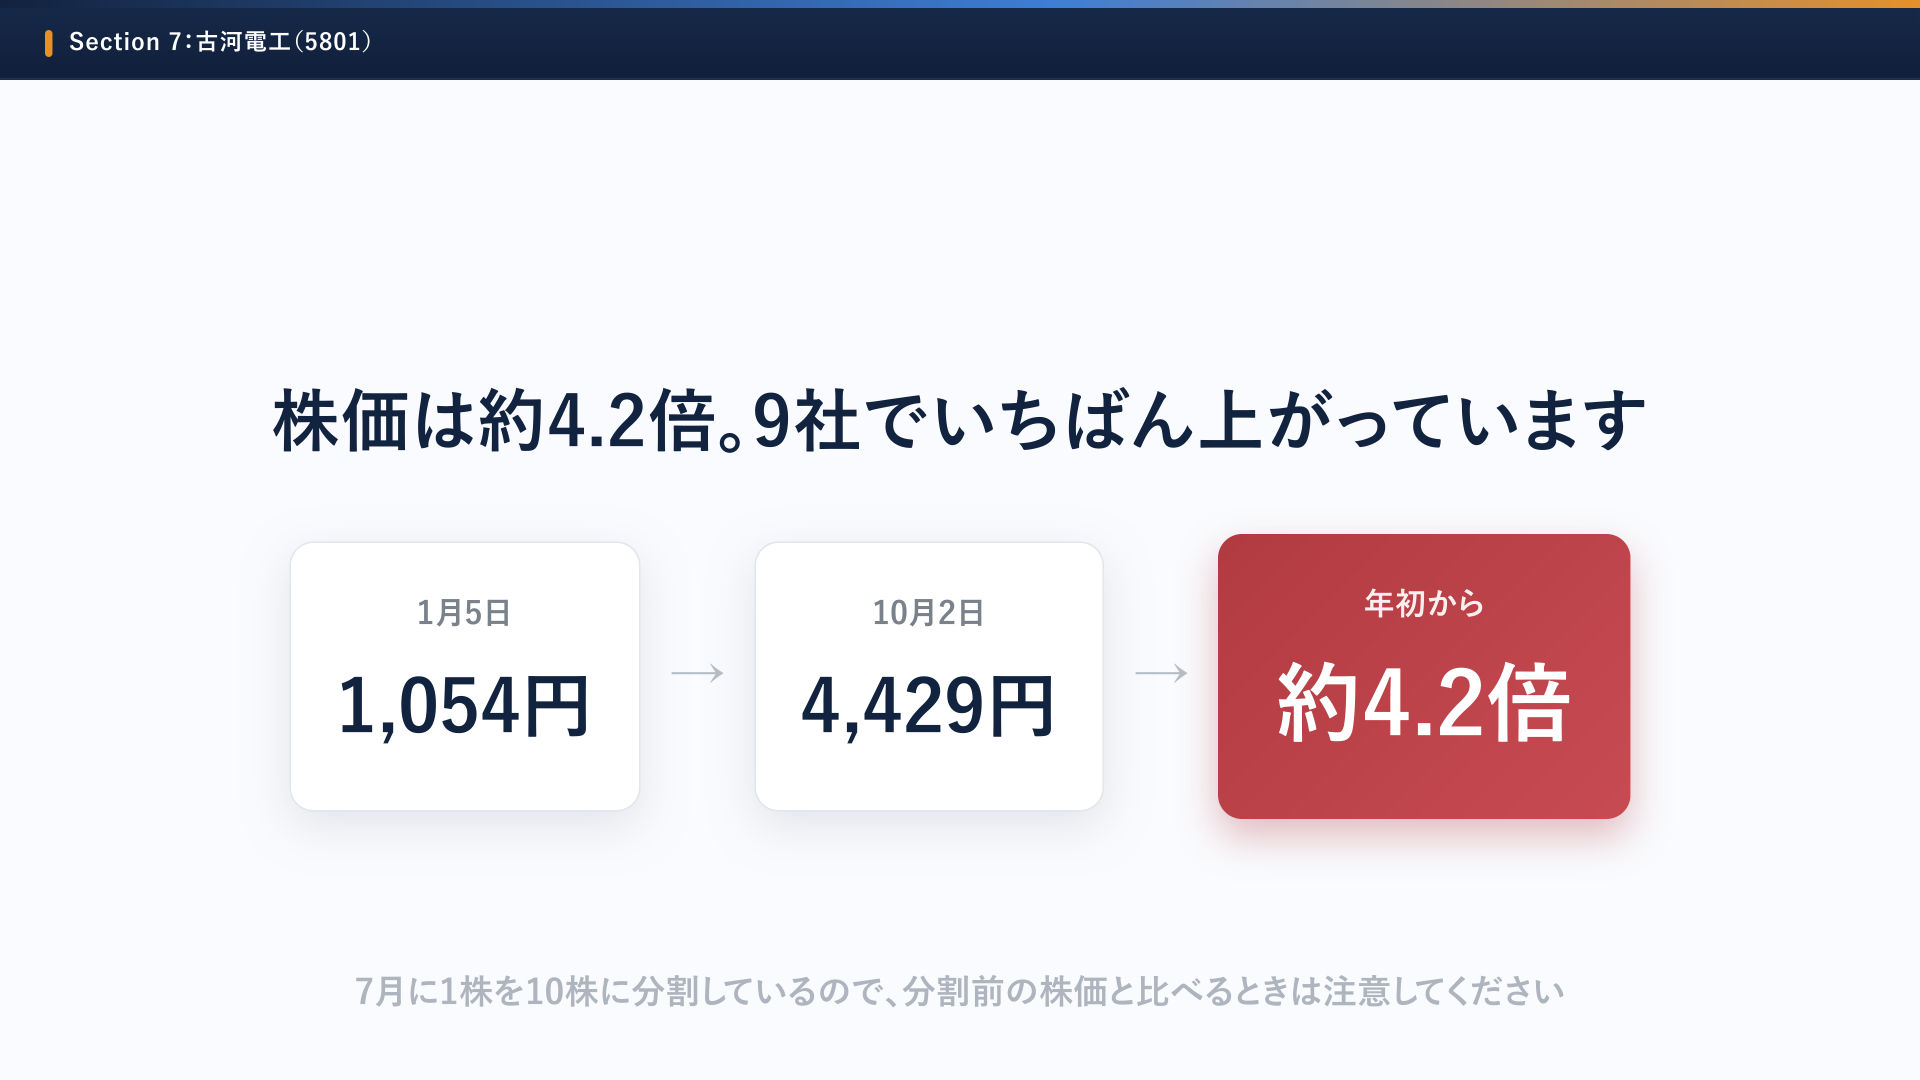 Section 7：古河電工（5801）
株価は約4.2倍。9社でいちばん上がっています
1月5日
1,054円
→
10月2日
4,429円
→
年初から
約4.2倍
7月に1株を10株に分割しているので、分割前の株価と比べるときは注意してください